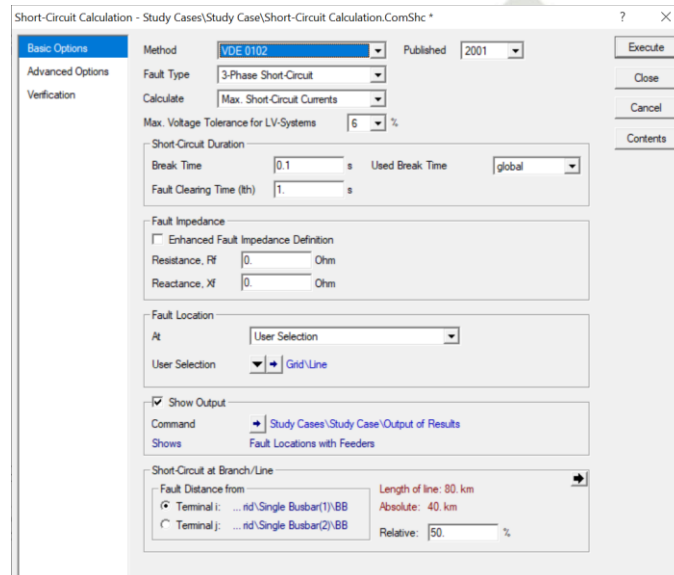 Short-Circuit Calculation - Study Cases\Study Case\Short-Circuit Calculation.ComShc * ? ×
Basic Options
Advanced Options
Verification
Method VDE 0102 Published 2001
Fault Type 3-Phase Short-Circuit
Calculate Max. Short-Circuit Currents
Max. Voltage Tolerance for LV-Systems 6 %
Execute
Close
Cancel
Contents
Short-Circuit Duration
Break Time 0.1 s Used Break Time global
Fault Clearing Time (Ith) 1. s
Fault Impedance
Enhanced Fault Impedance Definition
Resistance, Rf 0. Ohm
Reactance, Xf 0. Ohm
Fault Location
At User Selection
User Selection Grid\Line
Show Output
Command Study Cases\Study Case\Output of Results
Shows Fault Locations with Feeders
Short-Circuit at Branch/Line
Fault Distance from
Terminal i: ... rid\Single Busbar(1)\BB
Terminal j: ... rid\Single Busbar(2)\BB
Length of line: 80. km
Absolute: 40. km
Relative: 50. %